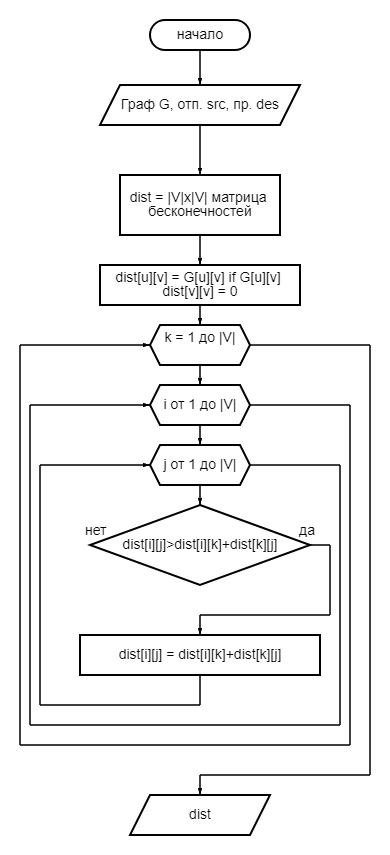 начало
Граф G, отп. src, пр. des
dist = |V|x|V| матрица
бесконечностей
dist[u][v] = G[u][v] if G[u][v]
dist[v][v] = 0
k = 1 до |V|
i от 1 до |V|
j от 1 до |V|
нет
да
dist[i][j]>dist[i][k]+dist[k][j]
dist[i][j] = dist[i][k]+dist[k][j]
dist